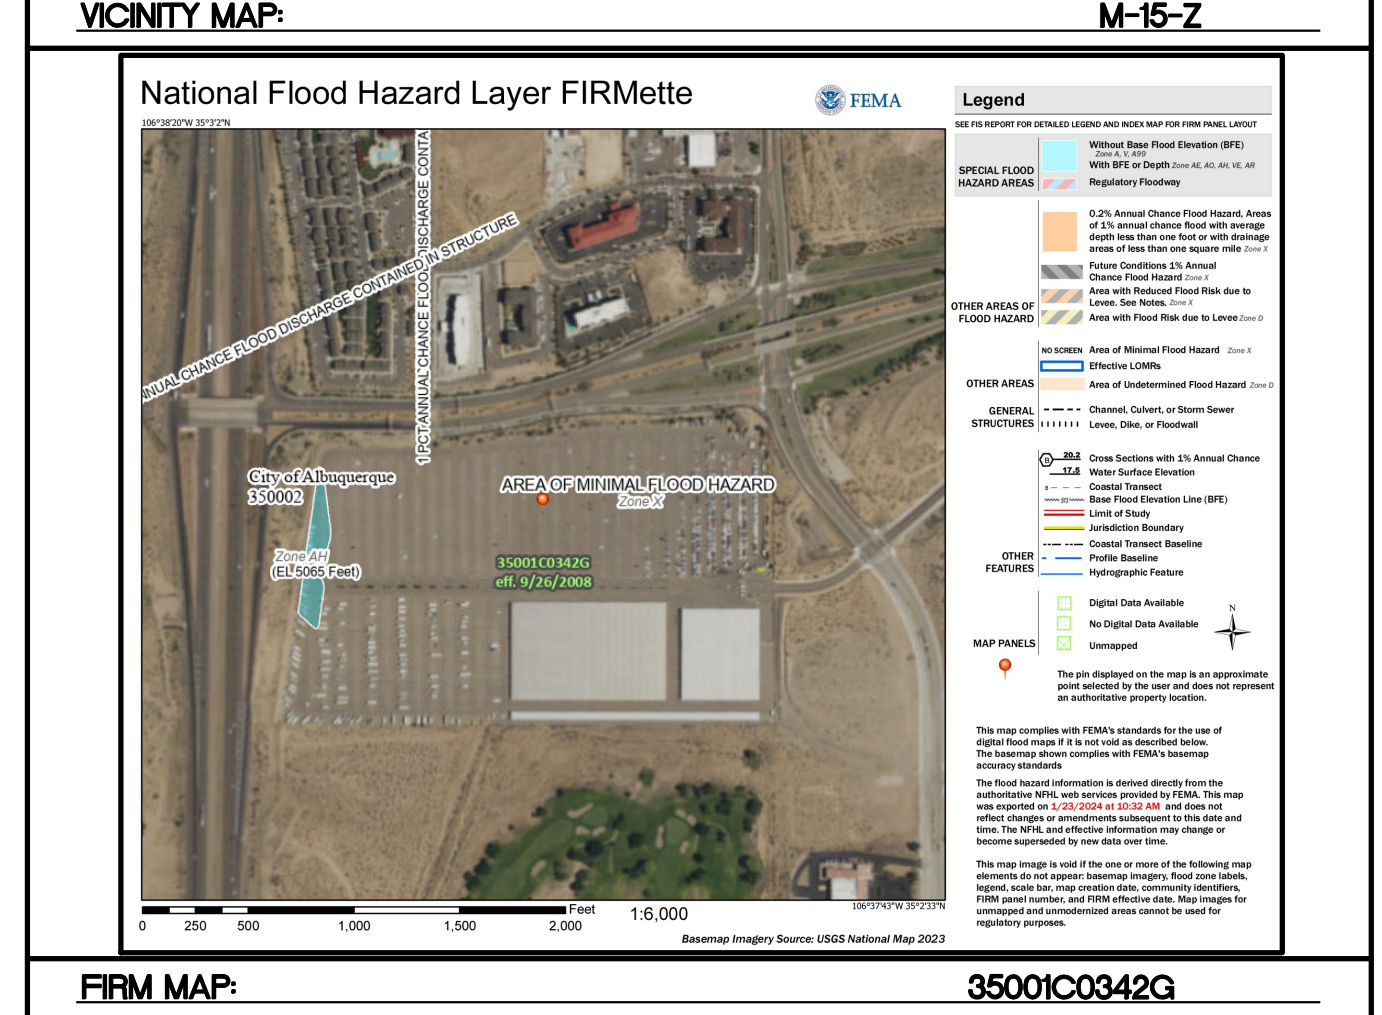 VICINITY MAP:
M-15-Z
National Flood Hazard Layer FIRMette
FEMA
106°38'20"W 35°3'2"N
1 PCT ANNUAL CHANCE FLOOD DISCHARGE CONTA
NNUAL CHANCE FLOOD DISCHARGE CONTAINED IN STRUCTURE
City of Albuquerque
350002
AREA OF MINIMAL FLOOD HAZARD
Zone X
Zone AH
(EL 5065 Feet)
35001C0342G
eff. 9/26/2008
106°37'43"W 35°2'33"N
Feet
0 250 500 1,000 1,500 2,000
1:6,000
Basemap Imagery Source: USGS National Map 2023
Legend
SEE FIS REPORT FOR DETAILED LEGEND AND INDEX MAP FOR FIRM PANEL LAYOUT
SPECIAL FLOOD
HAZARD AREAS
Without Base Flood Elevation (BFE)
Zone A, V, A99
With BFE or Depth Zone AE, AO, AH, VE, AR
Regulatory Floodway
OTHER AREAS OF
FLOOD HAZARD
0.2% Annual Chance Flood Hazard, Areas
of 1% annual chance flood with average
depth less than one foot or with drainage
areas of less than one square mile Zone X
Future Conditions 1% Annual
Chance Flood Hazard Zone X
Area with Reduced Flood Risk due to
Levee. See Notes. Zone X
Area with Flood Risk due to Levee Zone D
OTHER AREAS
NO SCREEN Area of Minimal Flood Hazard Zone X
Effective LOMRs
Area of Undetermined Flood Hazard Zone D
GENERAL
STRUCTURES
Channel, Culvert, or Storm Sewer
Levee, Dike, or Floodwall
OTHER
FEATURES
B 20.2 Cross Sections with 1% Annual Chance
17.5 Water Surface Elevation
8 Coastal Transect
513 Base Flood Elevation Line (BFE)
Limit of Study
Jurisdiction Boundary
Coastal Transect Baseline
Profile Baseline
Hydrographic Feature
MAP PANELS
Digital Data Available
No Digital Data Available
Unmapped
N
The pin displayed on the map is an approximate
point selected by the user and does not represent
an authoritative property location.
This map complies with FEMA's standards for the use of
digital flood maps if it is not void as described below.
The basemap shown complies with FEMA's basemap
accuracy standards
The flood hazard information is derived directly from the
authoritative NFHL web services provided by FEMA. This map
was exported on 1/23/2024 at 10:32 AM and does not
reflect changes or amendments subsequent to this date and
time. The NFHL and effective information may change or
become superseded by new data over time.
This map image is void if the one or more of the following map
elements do not appear: basemap imagery, flood zone labels,
legend, scale bar, map creation date, community identifiers,
FIRM panel number, and FIRM effective date. Map images for
unmapped and unmodernized areas cannot be used for
regulatory purposes.
FIRM MAP:
35001C0342G